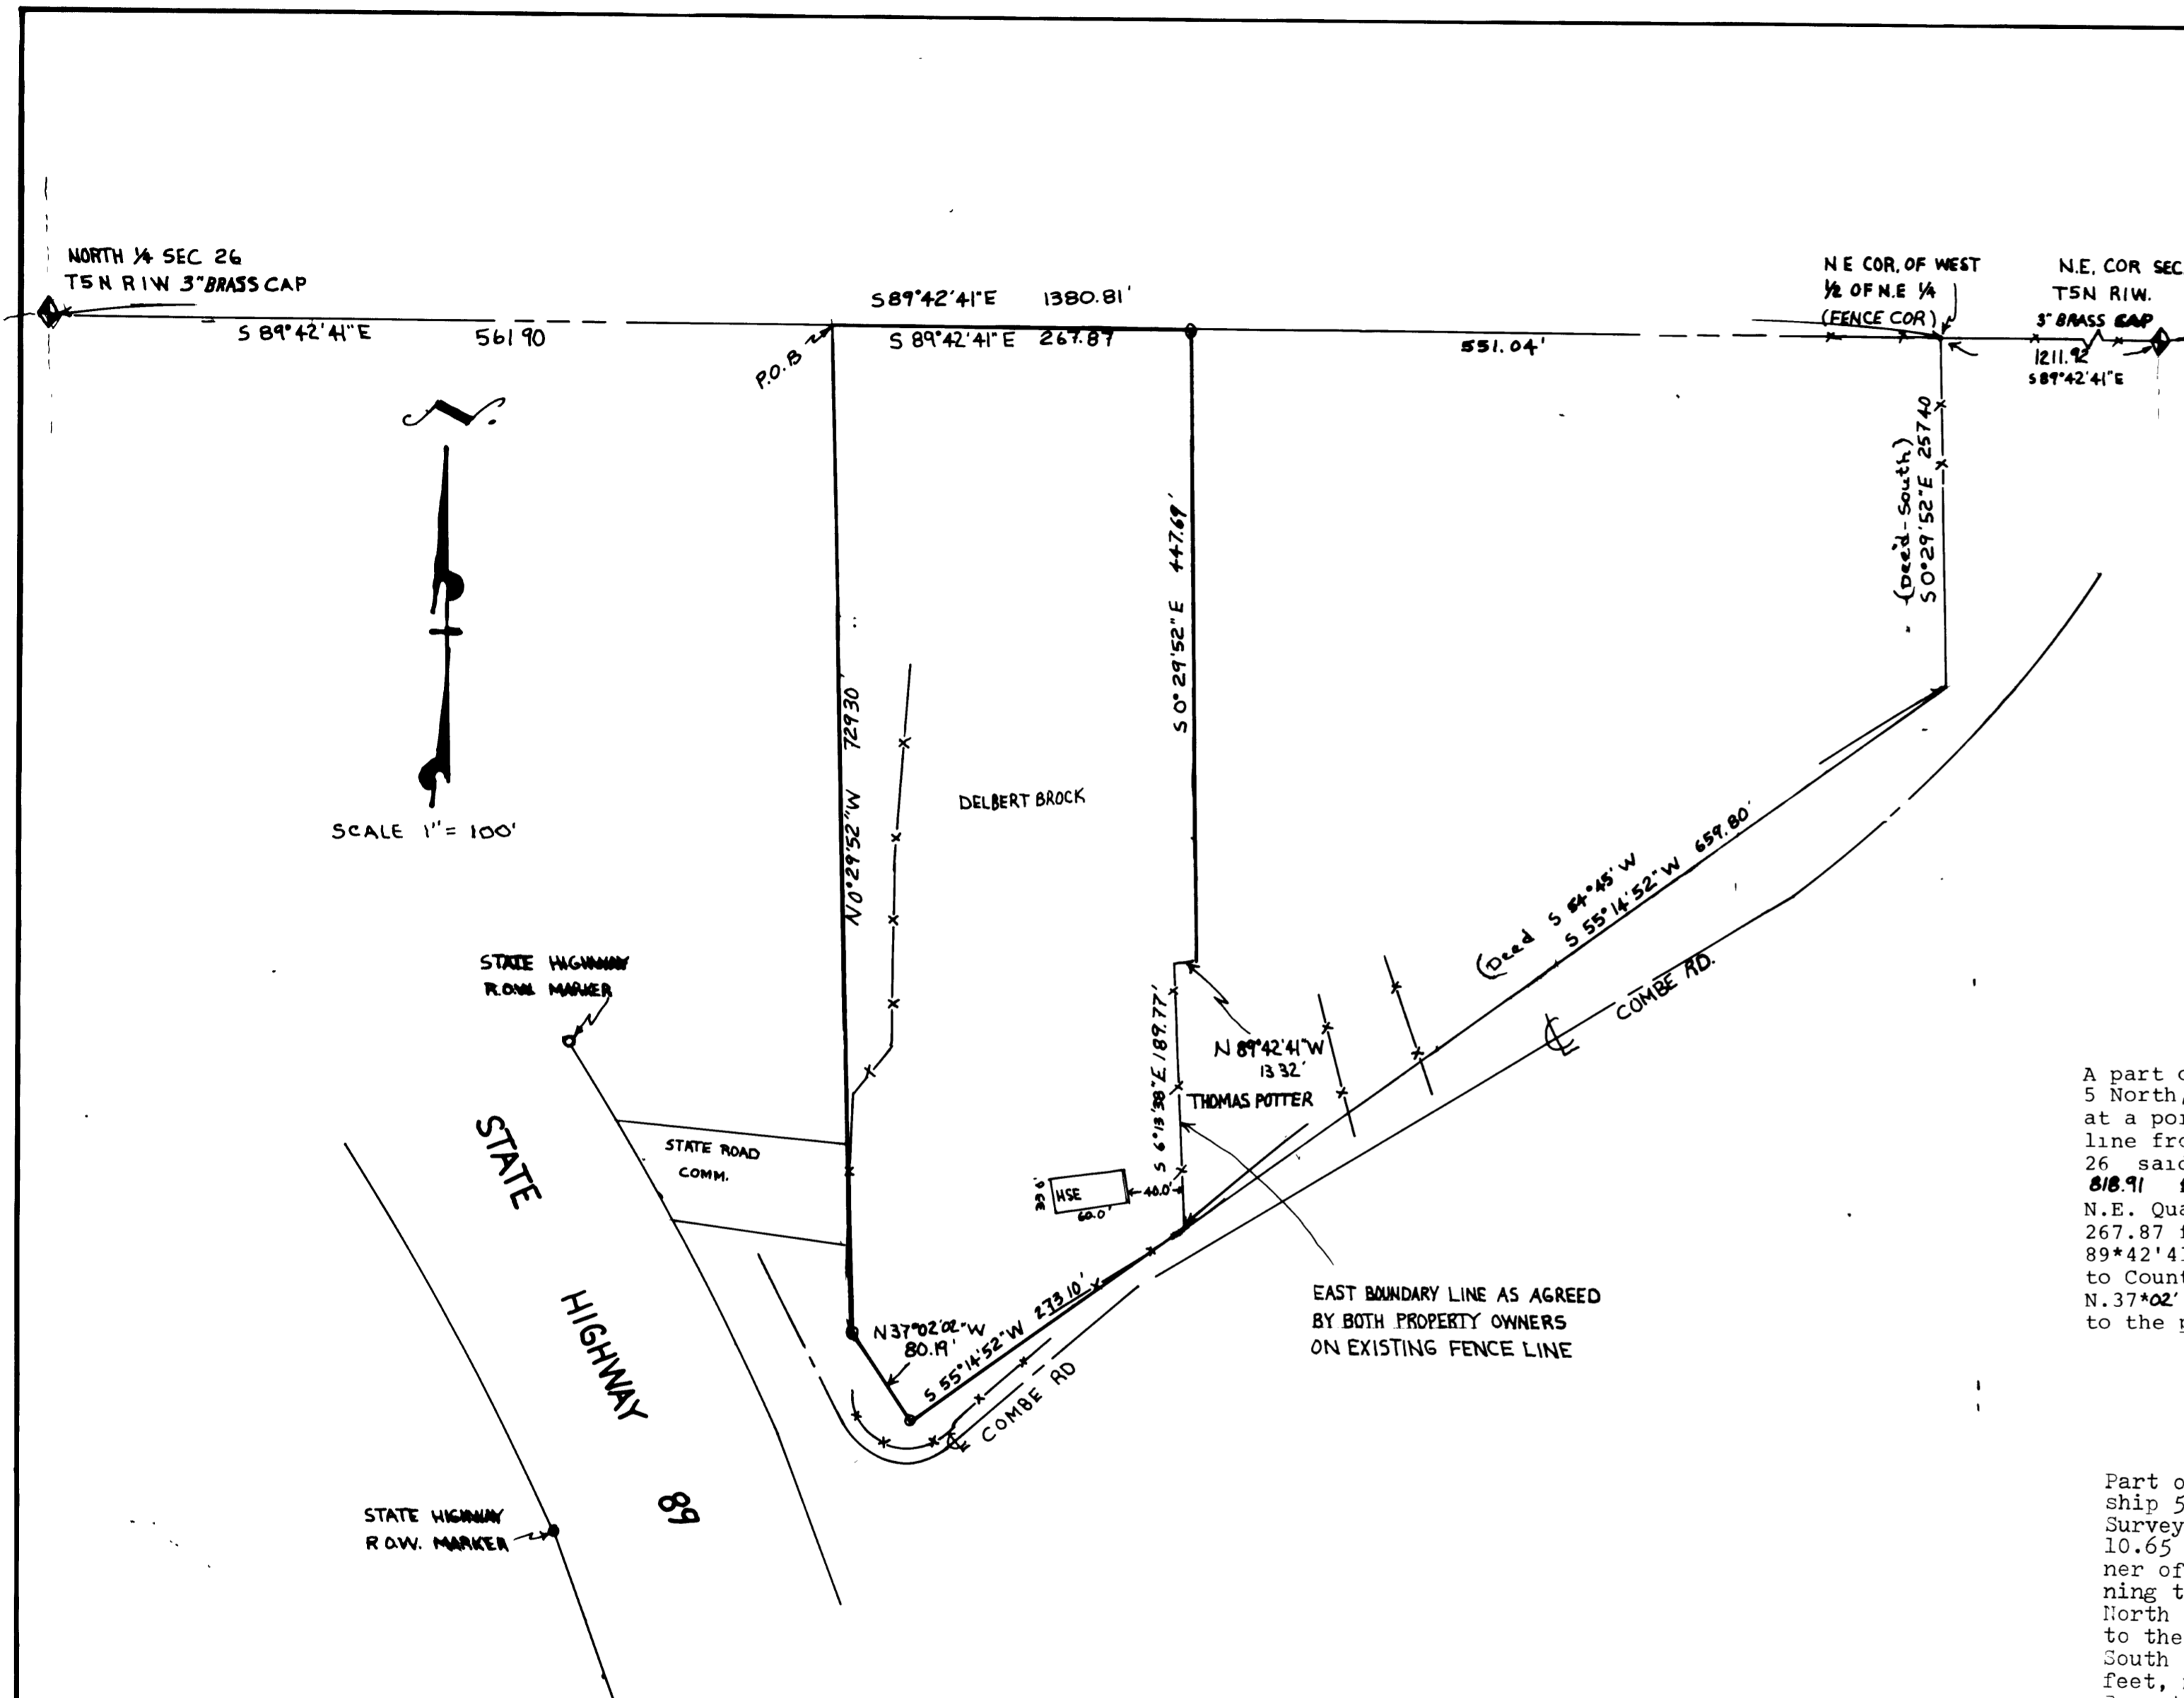 NORTH 1/4 SEC 26
T5N R1W 3" BRASS CAP
S 89°42'41"E 561 90
S89°42'41"E 1380.81'
S 89°42'41"E 267.87
P.O.B
551.04'
N E COR. OF WEST
1/2 OF N.E 1/4
(FENCE COR)
N.E. COR SEC
T5N R1W.
3" BRASS CAP
1211.92
S89°42'41"E
(Deed-South)
S 0°29'52"E 257 40
N.
SCALE 1" = 100'
N 0°29'52"W 729 30'
DELBERT BROCK
S 0°29'52"E 447.69'
(Deed S 54°45' W
S 55°14'52"W 659.80'
COMBE RD.
STATE HIGHWAY
R.O.W. MARKER
STATE ROAD
COMM.
STATE HIGHWAY 89
S 6°13'38"E 189.77'
N 89°42'41"W
13 32'
THOMAS POTTER
39.0'
HSE
60.0'
40.0'
EAST BOUNDARY LINE AS AGREED
BY BOTH PROPERTY OWNERS
ON EXISTING FENCE LINE
N37°02'02"W
80.19'
S 55°14'52"W 273 10'
COMBE RD
STATE HIGHWAY
R O.W. MARKER
A part
5 North,
at a
line
26 said
818.91
N.E.
267.87
89*42'41
to
N.37*02'
to the
Part
ship 5
Survey
10.65
ner of
ning
North
to the
South
feet,